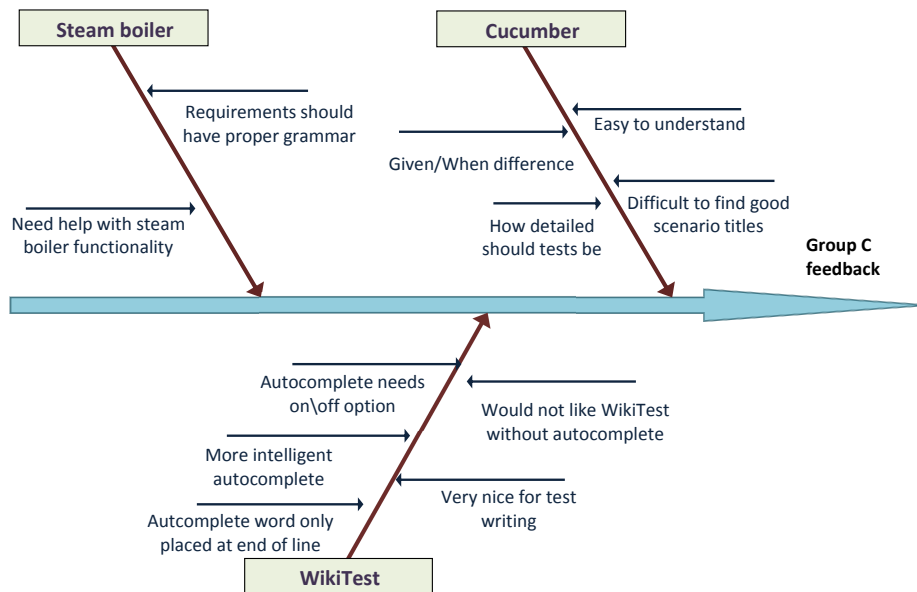 Steam boiler
Cucumber
Requirements should
have proper grammar
Easy to understand
Given/When difference
Need help with steam
boiler functionality
How detailed
should tests be
Difficult to find good
scenario titles
Group C
feedback
Autocomplete needs
on\off option
Would not like WikiTest
without autocomplete
More intelligent
autocomplete
Very nice for test
writing
Autcomplete word only
placed at end of line
WikiTest